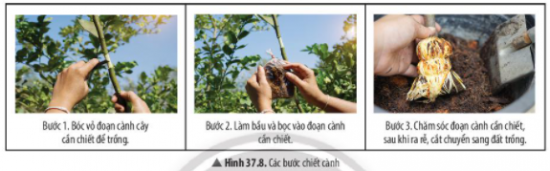 Bước 1. Bóc vỏ đoạn cành cây
cần chiết để trồng.
Bước 2. Làm bầu và bọc vào đoạn cành
cần chiết.
Bước 3. Chăm sóc đoạn cành cần chiết,
sau khi ra rễ, cắt chuyển sang đất trồng.
▲ Hình 37.8. Các bước chiết cành